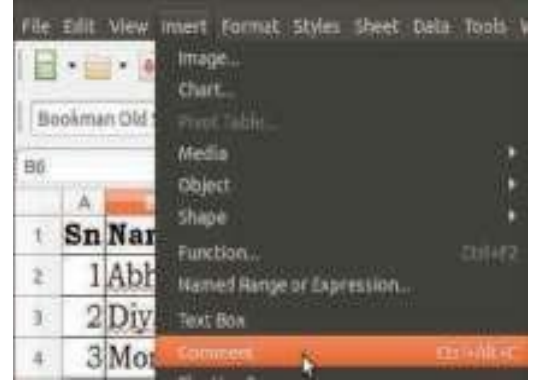 File Edit View Insert Format Styles Sheet Data Tools
Image...
Chart...
Bookman Old
Pivot Table...
Media
B6
Object
A
Shape
1 Sn Nar
Function... Ctrl+F2
2 1 Abh
Named Range or Expression...
3 2 Diy
Text Box
4 3 Mor
Comment Ctrl+Alt+C